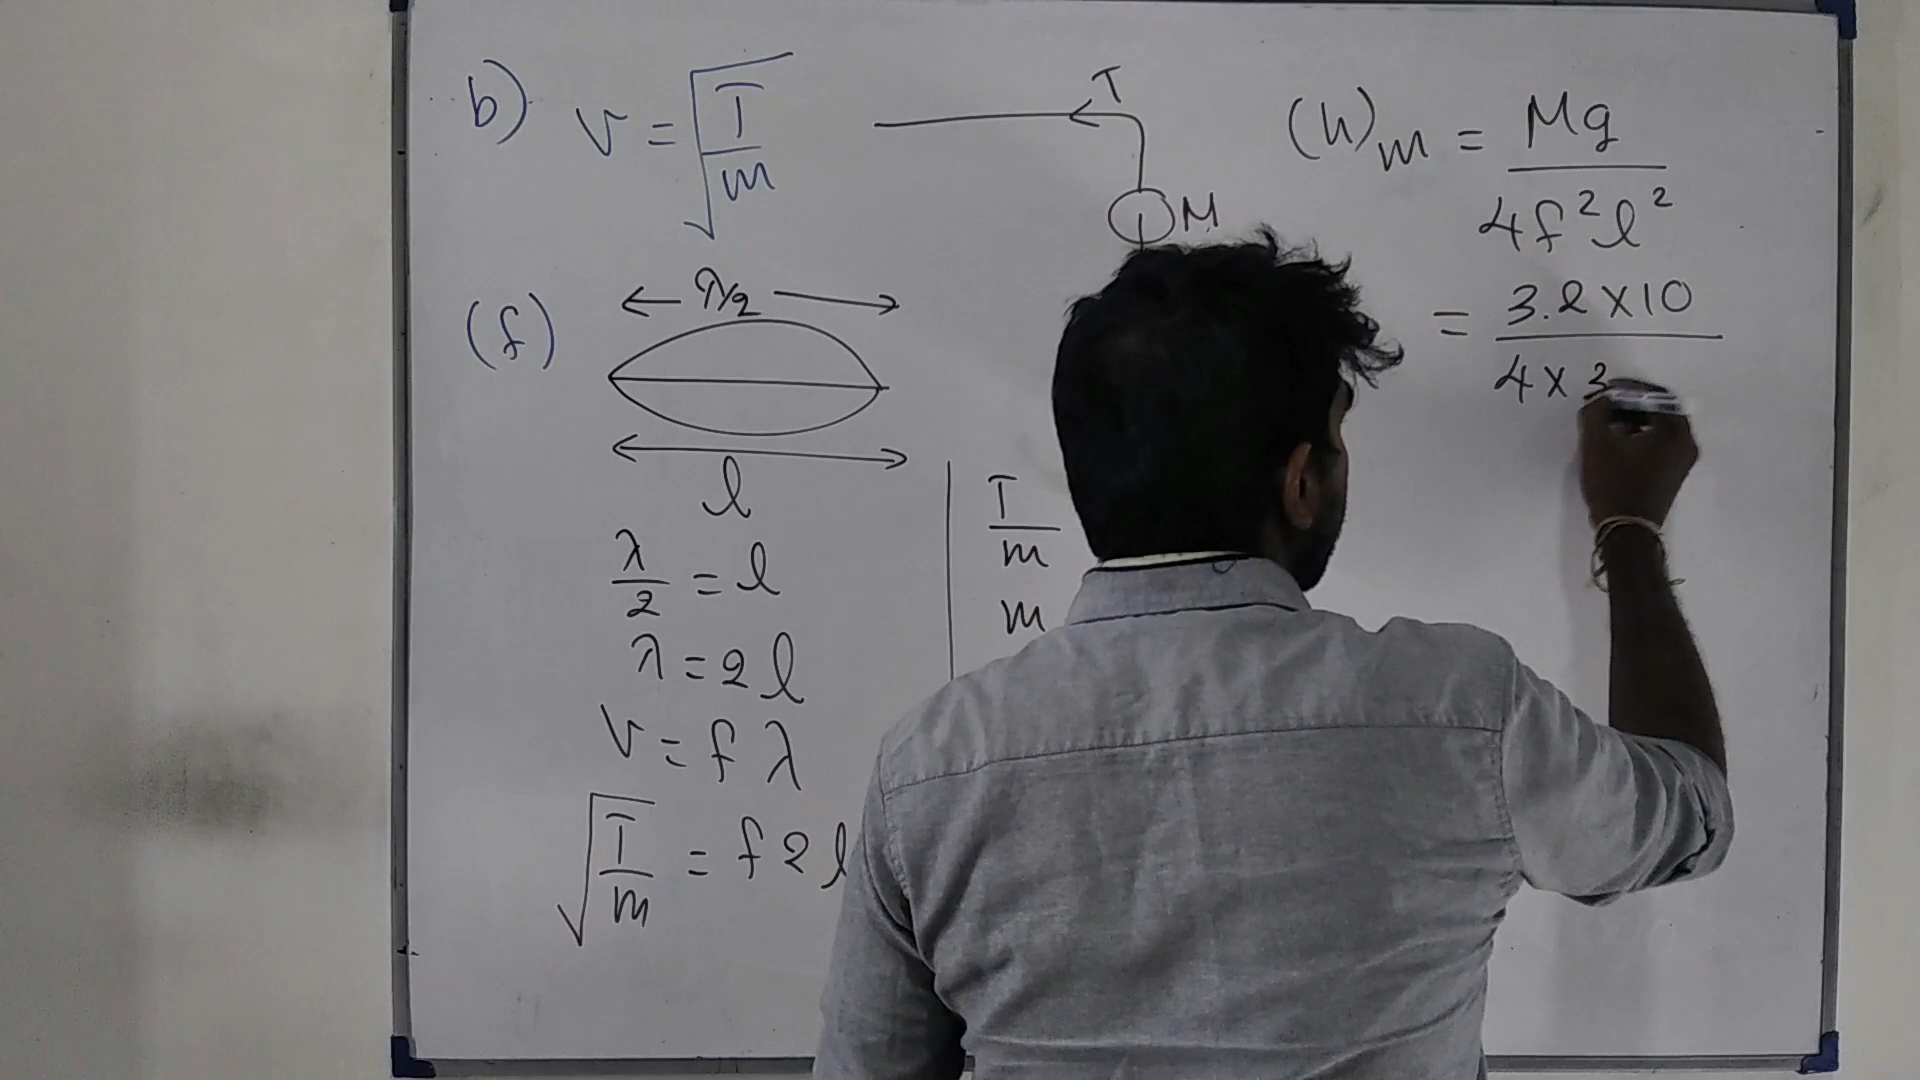 b) v = √T/m
T
M
(f)
λ/2
l
λ/2 = l
λ = 2l
v = fλ
√T/m = f2l
T/m
m
(h) m = Mg/4f²l²
= 3.2×10/4×3